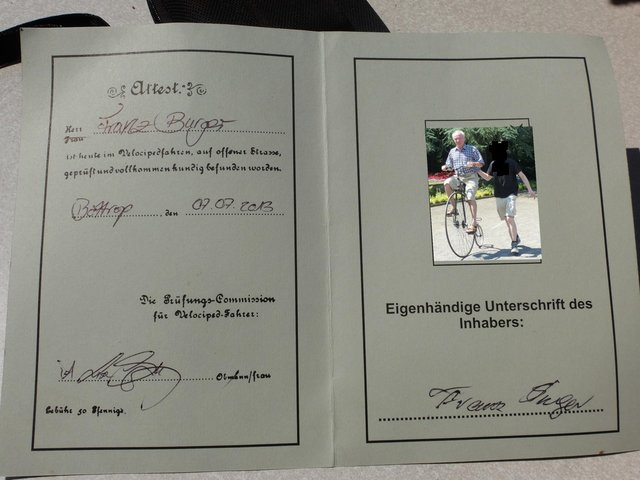 Attest.
Herr Franz Burger
Frau
ist heute im Velocipedfahren, auf offener Strasse,
geprüft und vollkommen kundig befunden worden.
Bottrop, den 07.07.2013
Die Prüfungs-Commission
für Velociped-Fahrer:
i.A. Obmann/frau
Gebühr 50 Pfennigs.
Eigenhändige Unterschrift des
Inhabers:
Franz Burger